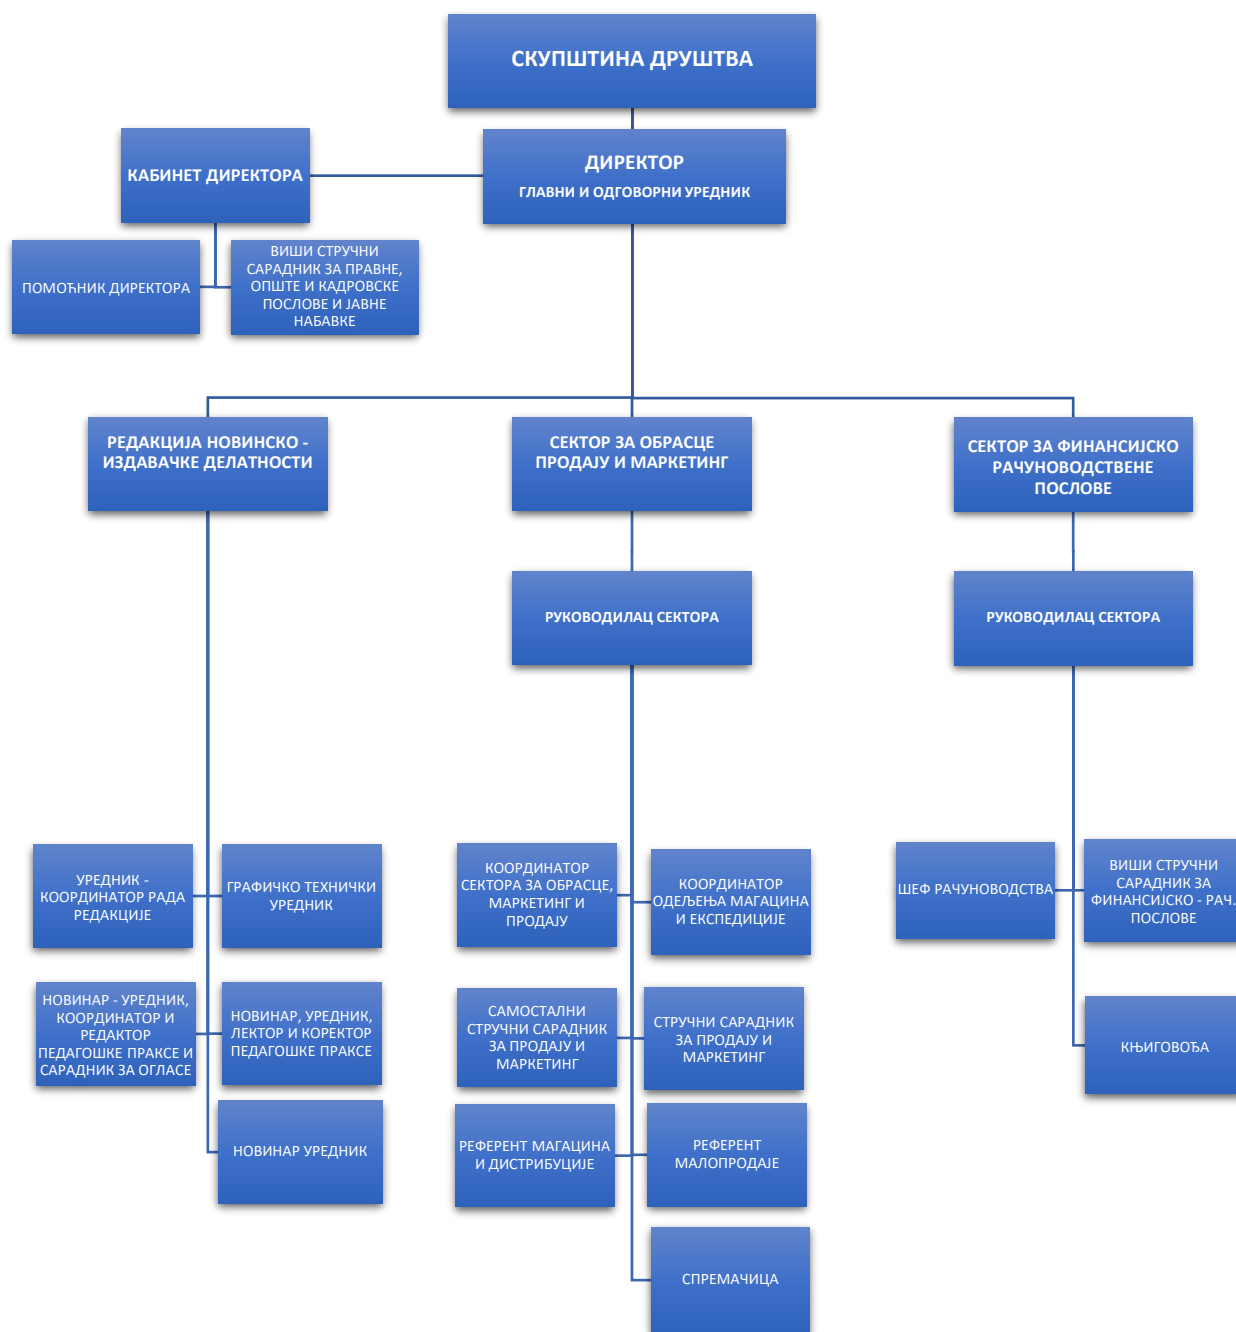 СКУПШТИНА ДРУШТВА
ДИРЕКТОР
ГЛАВНИ И ОДГОВОРНИ УРЕДНИК
КАБИНЕТ ДИРЕКТОРА
ПОМОЋНИК ДИРЕКТОРА
ВИШИ СТРУЧНИ
САРАДНИК ЗА ПРАВНЕ,
ОПШТЕ И КАДРОВСКЕ
ПОСЛОВЕ И ЈАВНЕ
НАБАВКЕ
РЕДАКЦИЈА НОВИНСКО -
ИЗДАВАЧКЕ ДЕЛАТНОСТИ
СЕКТОР ЗА ОБРАСЦЕ
ПРОДАЈУ И МАРКЕТИНГ
СЕКТОР ЗА ФИНАНСИЈСКО
РАЧУНОВОДСТВЕНЕ
ПОСЛОВЕ
РУКОВОДИЛАЦ СЕКТОРА
РУКОВОДИЛАЦ СЕКТОРА
УРЕДНИК -
КООРДИНАТОР РАДА
РЕДАКЦИЈЕ
ГРАФИЧКО ТЕХНИЧКИ
УРЕДНИК
КООРДИНАТОР
СЕКТОРА ЗА ОБРАСЦЕ,
МАРКЕТИНГ И
ПРОДАЈУ
КООРДИНАТОР
ОДЕЉЕЊА МАГАЦИНА
И ЕКСПЕДИЦИЈЕ
ШЕФ РАЧУНОВОДСТВА
ВИШИ СТРУЧНИ
САРАДНИК ЗА
ФИНАНСИЈСКО - РАЧ.
ПОСЛОВЕ
НОВИНАР - УРЕДНИК,
КООРДИНАТОР И
РЕДАКТОР
ПЕДАГОШКЕ ПРАКСЕ И
САРАДНИК ЗА ОГЛАСЕ
НОВИНАР, УРЕДНИК,
ЛЕКТОР И КОРЕКТОР
ПЕДАГОШКЕ ПРАКСЕ
САМОСТАЛНИ
СТРУЧНИ САРАДНИК
ЗА ПРОДАЈУ И
МАРКЕТИНГ
СТРУЧНИ САРАДНИК
ЗА ПРОДАЈУ И
МАРКЕТИНГ
КЊИГОВОЂА
НОВИНАР УРЕДНИК
РЕФЕРЕНТ МАГАЦИНА
И ДИСТРИБУЦИЈЕ
РЕФЕРЕНТ
МАЛОПРОДАЈЕ
СПРЕМАЧИЦА